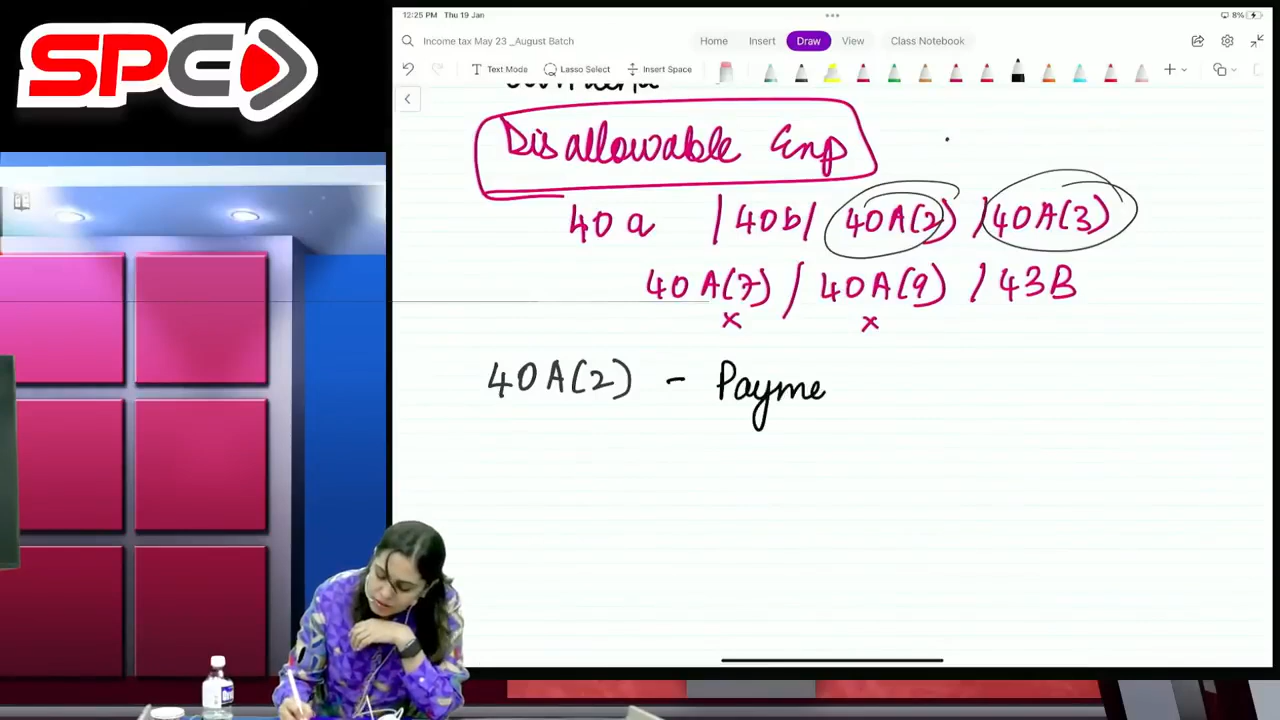 SPC
12:25 PM Thu 19 Jan
8%
Income tax May 23 _August Batch
Home Insert Draw View Class Notebook
Text Mode Lasso Select Insert Space
Disallowable Exp
40a / 40b / 40A(2) / 40A(3)
40A(7) / 40A(9) / 43B
x x
40A(2) - Payme